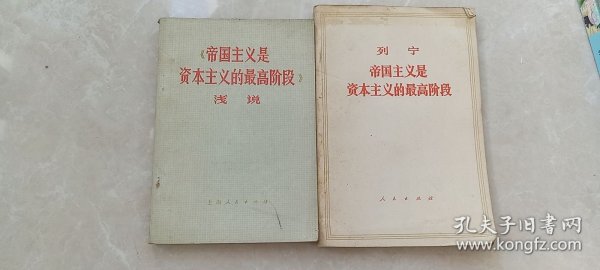 《帝国主义是
资本主义的最高阶段》
浅说
上海人民出版社
列宁
帝国主义是
资本主义的最高阶段
人民出版社
孔夫子旧书网
www.kongfz.com